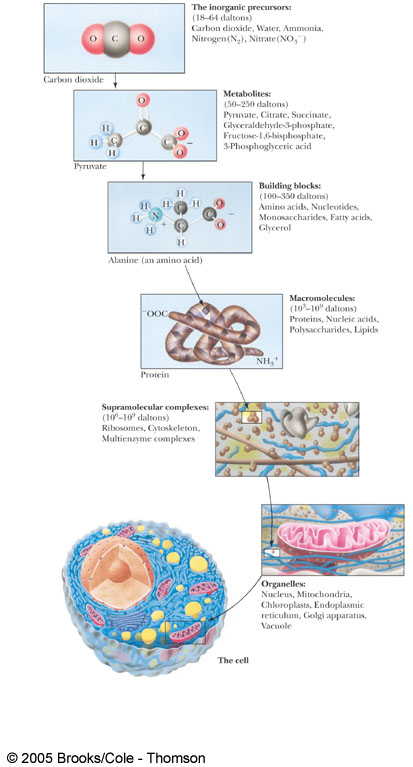 The inorganic precursors:
(18–64 daltons)
Carbon dioxide, Water, Ammonia,
Nitrogen(N₂), Nitrate(NO₃⁻)
O C O
Carbon dioxide
Metabolites:
(50–250 daltons)
Pyruvate, Citrate, Succinate,
Glyceraldehyde-3-phosphate,
Fructose-1,6-bisphosphate,
3-Phosphoglyceric acid
O
H C O
H C C −
H O
Pyruvate
Building blocks:
(100–350 daltons)
Amino acids, Nucleotides,
Monosaccharides, Fatty acids,
Glycerol
H
H H C O
H N C C −
H + H O
Alanine (an amino acid)
Macromolecules:
(10³–10⁹ daltons)
Proteins, Nucleic acids,
Polysaccharides, Lipids
⁻OOC
NH₃⁺
Protein
Supramolecular complexes:
(10⁶–10⁹ daltons)
Ribosomes, Cytoskeleton,
Multienzyme complexes
Organelles:
Nucleus, Mitochondria,
Chloroplasts, Endoplasmic
reticulum, Golgi apparatus,
Vacuole
The cell
© 2005 Brooks/Cole - Thomson